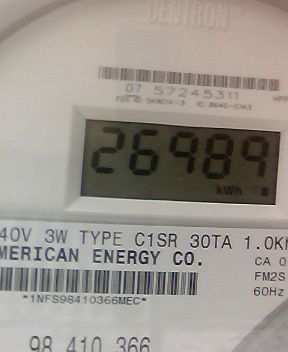 CENTRON
07 57245311
26989
kWh
40V 3W TYPE C1SR 30TA 1.0K
MERICAN ENERGY CO.
CA 0
FM2S
60Hz
*1NFS98410366MEC*
98 410 366